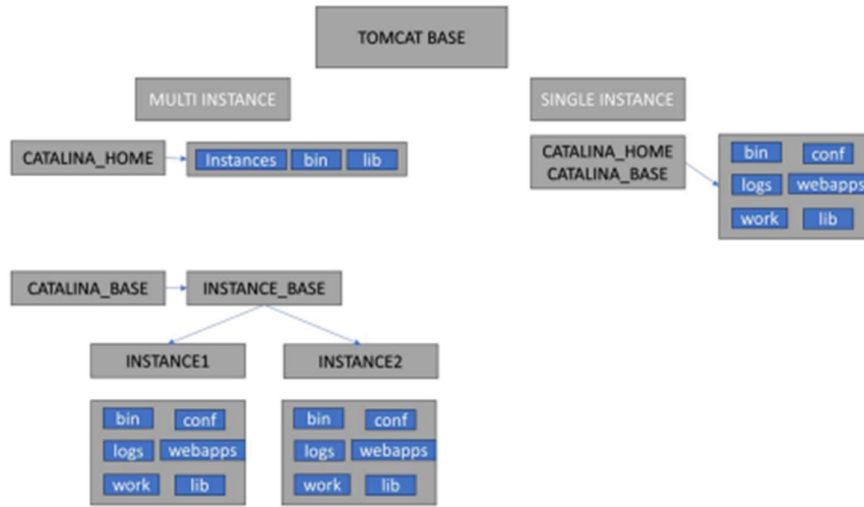 TOMCAT BASE
MULTI INSTANCE
SINGLE INSTANCE
CATALINA_HOME
Instances bin lib
CATALINA_HOME
CATALINA_BASE
bin conf
logs webapps
work lib
CATALINA_BASE
INSTANCE_BASE
INSTANCE1
INSTANCE2
bin conf
logs webapps
work lib
bin conf
logs webapps
work lib